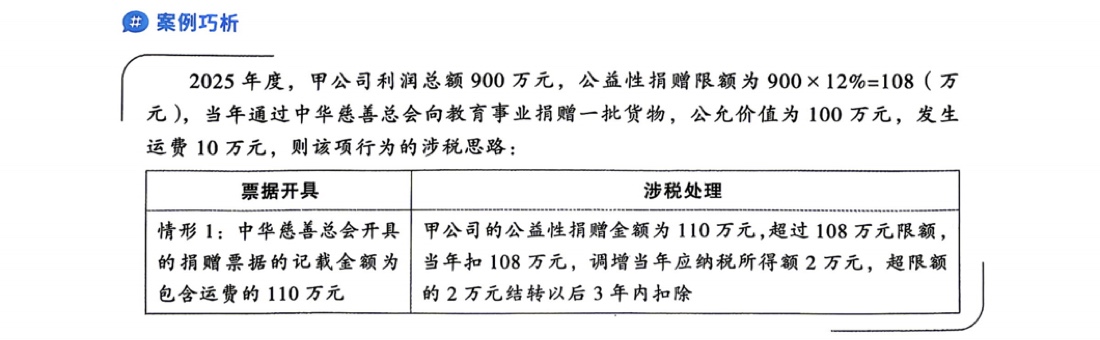 案例巧析
2025 年度，甲公司利润总额 900 万元，公益性捐赠限额为 900×12%=108（万
元），当年通过中华慈善总会向教育事业捐赠一批货物，公允价值为 100 万元，发生
运费 10 万元，则该项行为的涉税思路：
票据开具
涉税处理
情形 1：中华慈善总会开具
的捐赠票据的记载金额为
包含运费的 110 万元
甲公司的公益性捐赠金额为 110 万元，超过 108 万元限额，
当年扣 108 万元，调增当年应纳税所得额 2 万元，超限额
的 2 万元结转以后 3 年内扣除